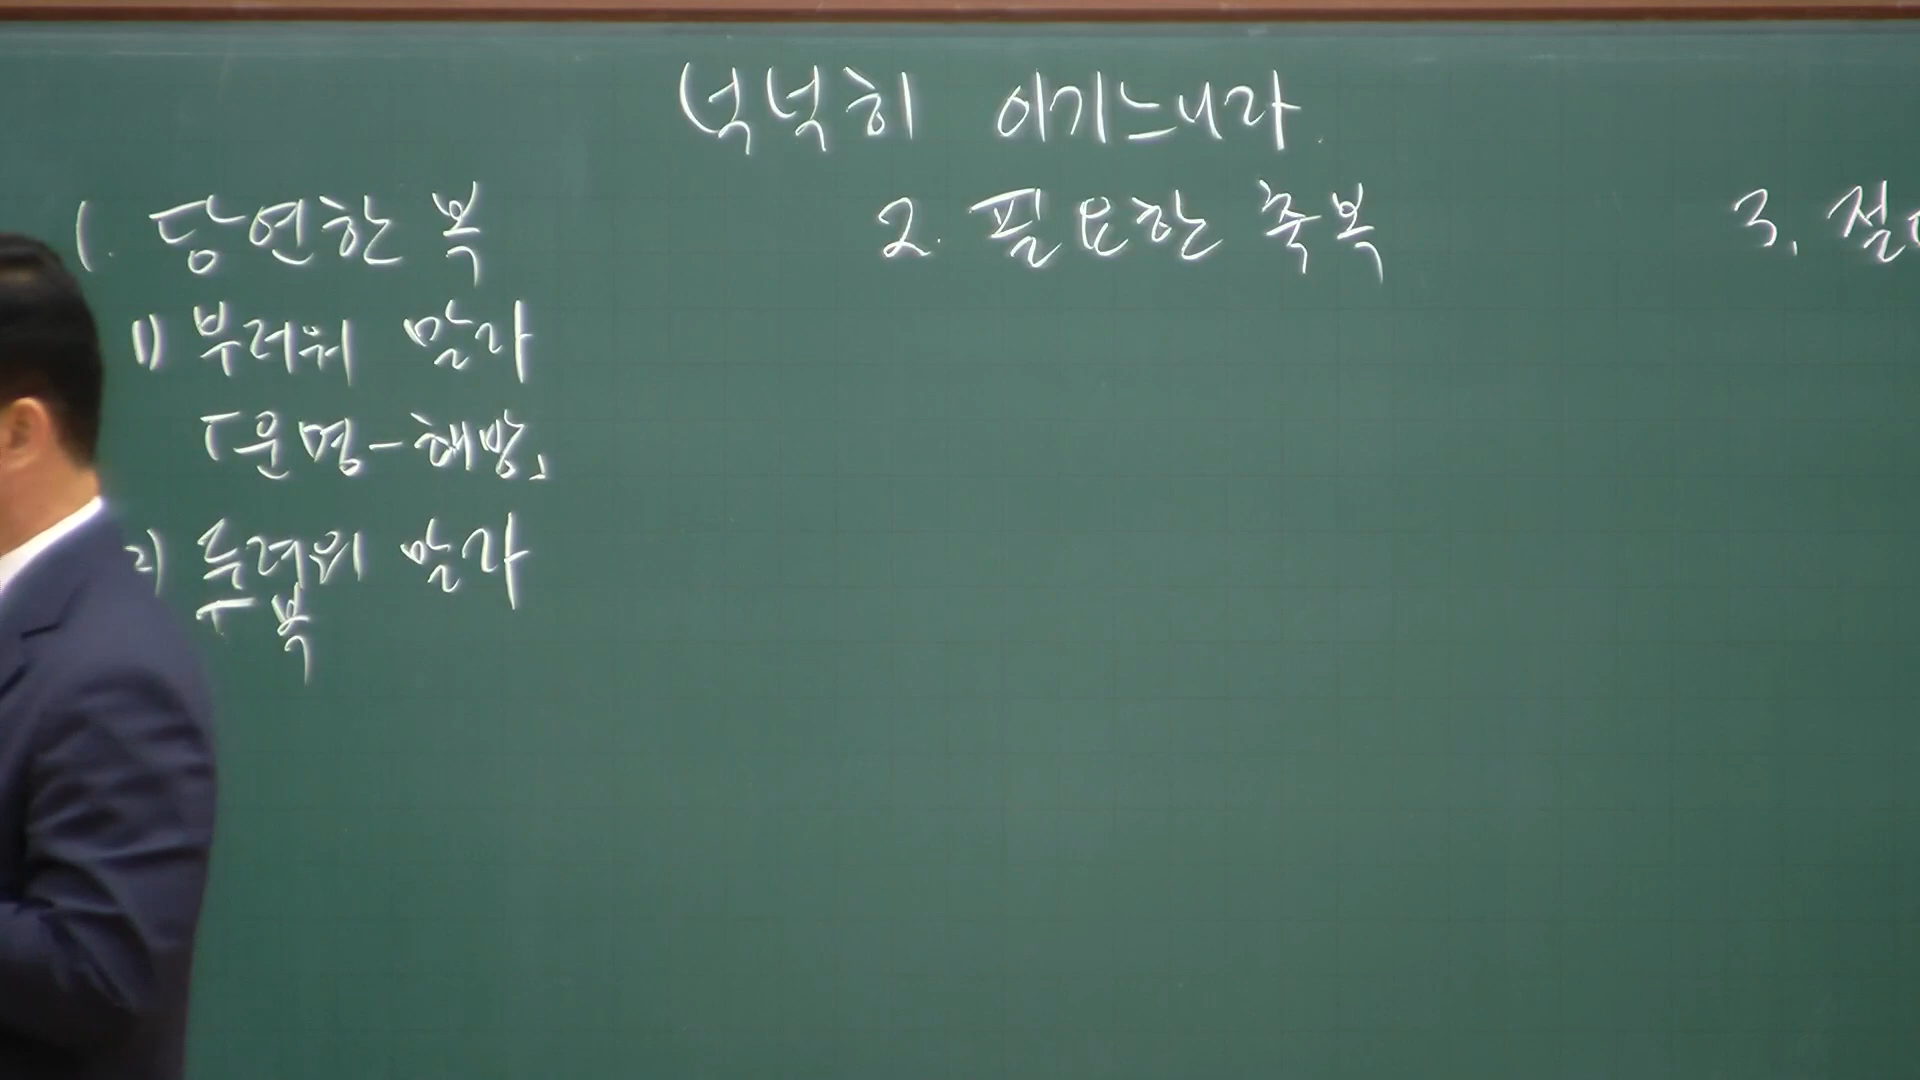 넉넉히 이기느니라.
1. 당연한 복
1) 부러워 말라
「운명-해방」
2) 두려워 말라
2. 필요한 축복
3.